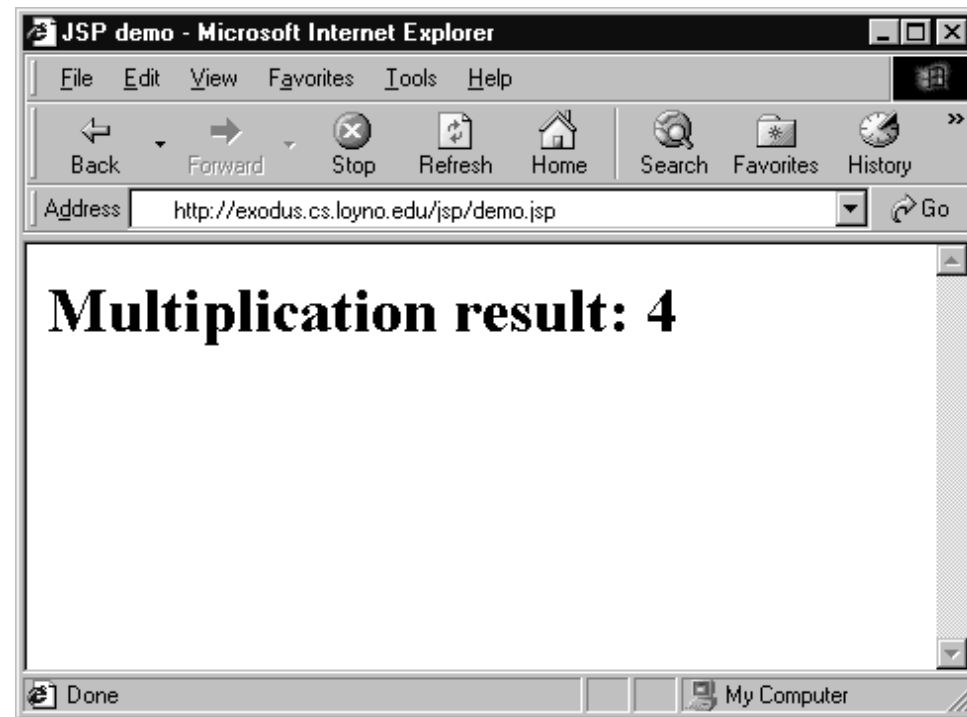 JSP demo - Microsoft Internet Explorer
File Edit View Favorites Tools Help
Back Forward Stop Refresh Home Search Favorites History »
Address http://exodus.cs.loyno.edu/jsp/demo.jsp Go
Multiplication result: 4
Done My Computer